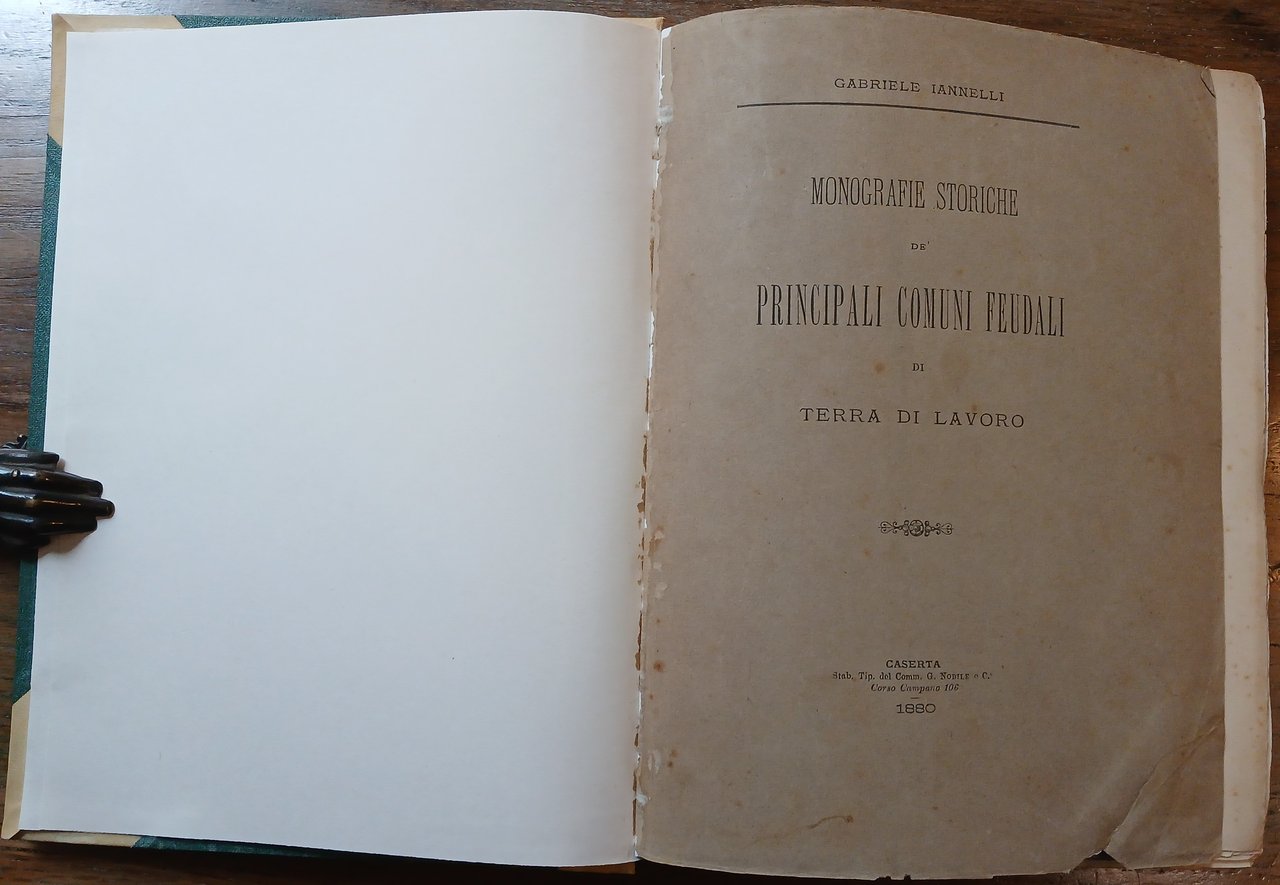 GABRIELE IANNELLI
MONOGRAFIE STORICHE
DE'
PRINCIPALI COMUNI FEUDALI
DI
TERRA DI LAVORO
CASERTA
Stab. Tip. del Comm. G. NOBILE e C.
Corso Campano 106
1880